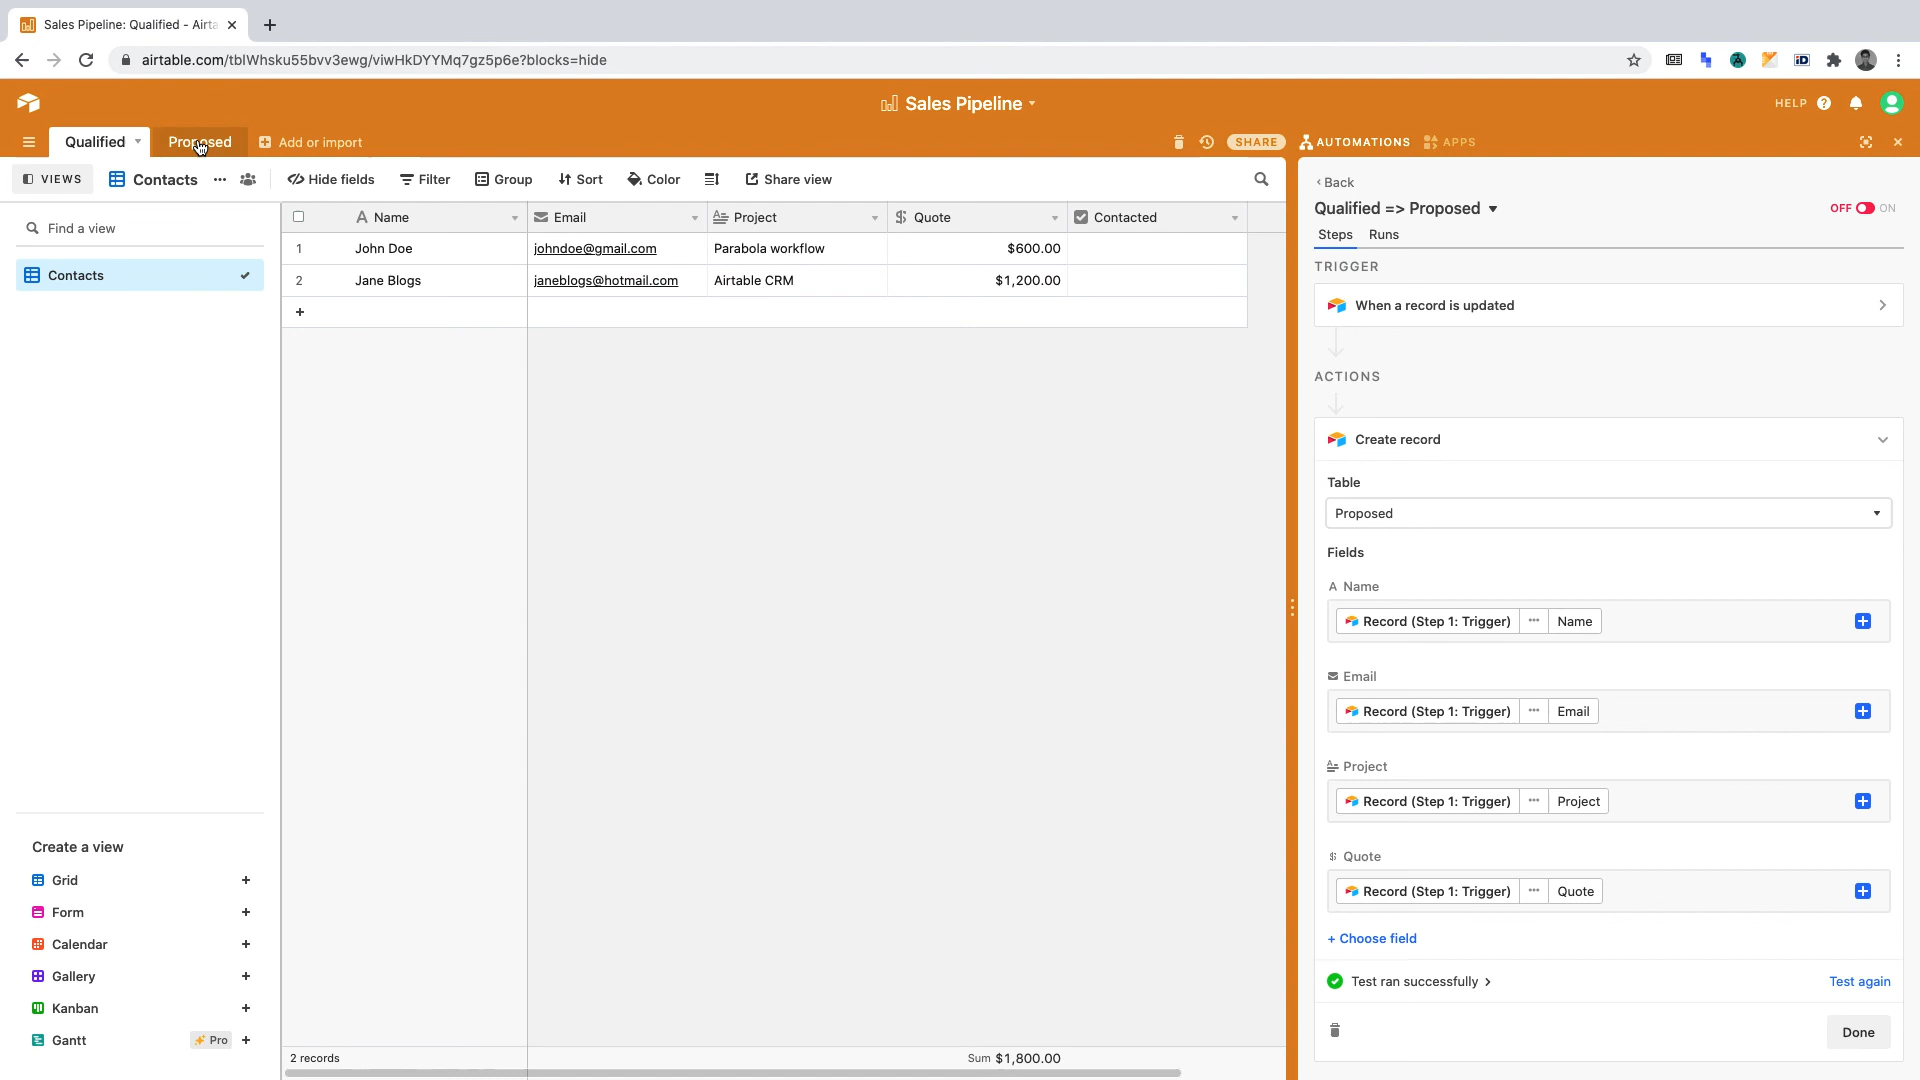 Sales Pipeline: Qualified - Airta
airtable.com/tblWhsku55bvv3ewg/viwHkDYYMq7gz5p6e?blocks=hide
Sales Pipeline
HELP
Qualified
Proposed
Add or import
SHARE
AUTOMATIONS
APPS
VIEWS
Contacts
Hide fields
Filter
Group
Sort
Color
Share view
Find a view
Contacts
Name
Email
Project
Quote
Contacted
1 John Doe johndoe@gmail.com Parabola workflow $600.00
2 Jane Blogs janeblogs@hotmail.com Airtable CRM $1,200.00
+
Create a view
Grid +
Form +
Calendar +
Gallery +
Kanban +
Gantt Pro +
2 records
Sum $1,800.00
Back
Qualified => Proposed
OFF ON
Steps Runs
TRIGGER
When a record is updated
ACTIONS
Create record
Table
Proposed
Fields
A Name
Record (Step 1: Trigger) ··· Name
Email
Record (Step 1: Trigger) ··· Email
Project
Record (Step 1: Trigger) ··· Project
Quote
Record (Step 1: Trigger) ··· Quote
+ Choose field
Test ran successfully >
Test again
Done